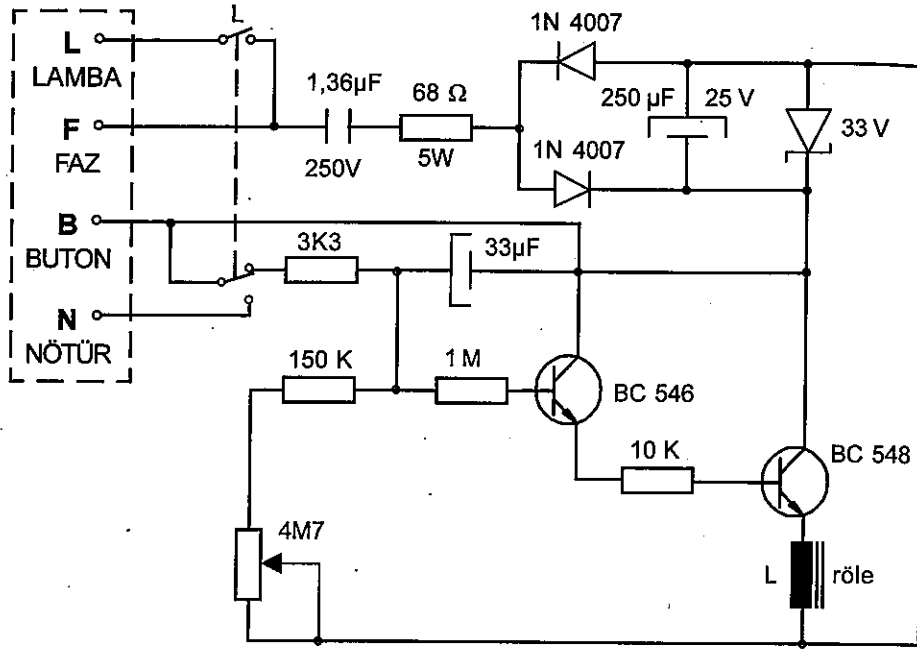 L
LAMBA
F
FAZ
B
BUTON
N
NÖTÜR
L
1,36µF
250V
68 Ω
5W
1N 4007
1N 4007
250 µF
25 V
33 V
3K3
33µF
150 K
1 M
BC 546
10 K
BC 548
4M7
L
röle